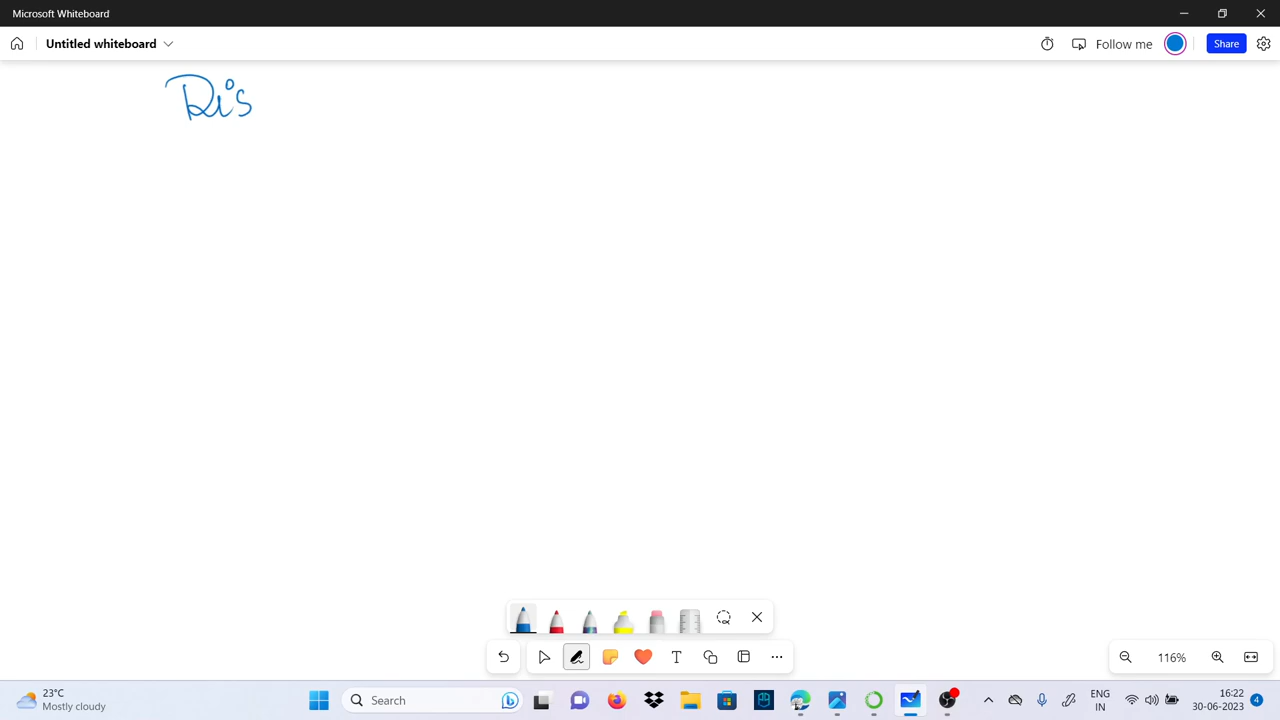 Microsoft Whiteboard
Untitled whiteboard
Follow me
Share
Ris
116%
23°C
Mostly cloudy
Search
ENG
IN
16:22
30-06-2023
4